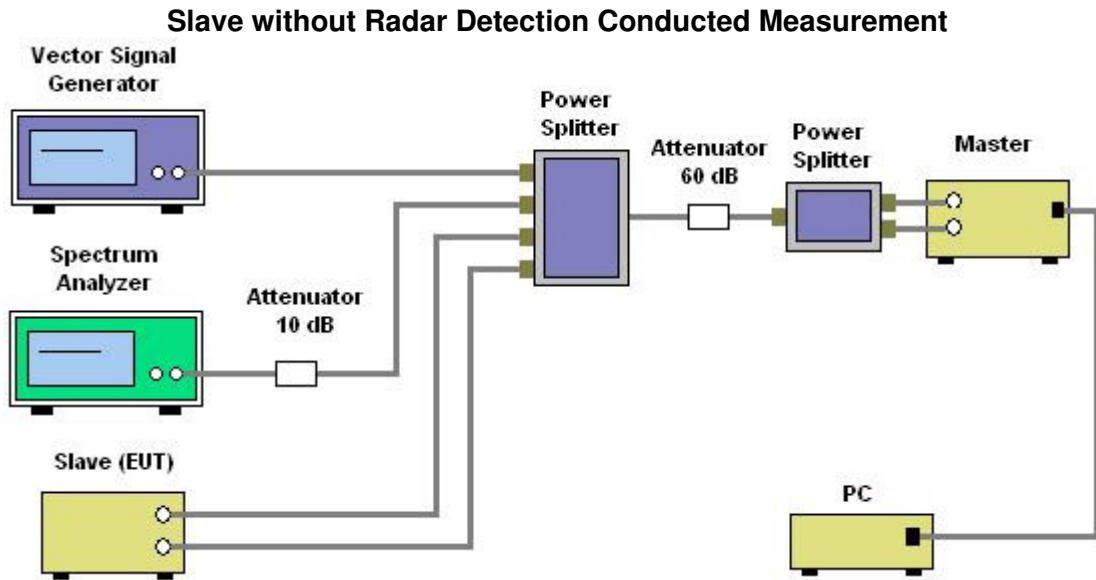 Slave without Radar Detection Conducted Measurement
Vector Signal
Generator
Power
Splitter
Attenuator
60 dB
Power
Splitter
Master
Spectrum
Analyzer
Attenuator
10 dB
Slave (EUT)
PC